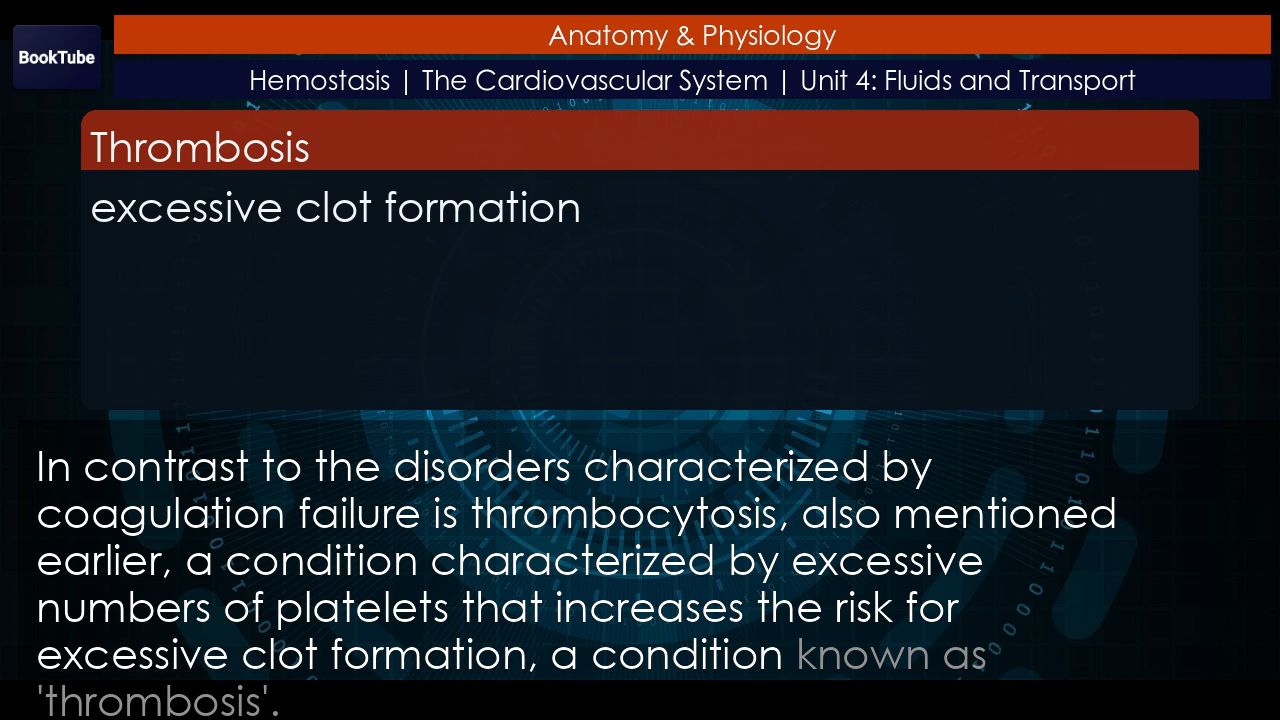 BookTube
Anatomy & Physiology
Hemostasis | The Cardiovascular System | Unit 4: Fluids and Transport
Thrombosis
excessive clot formation
In contrast to the disorders characterized by
coagulation failure is thrombocytosis, also mentioned
earlier, a condition characterized by excessive
numbers of platelets that increases the risk for
excessive clot formation, a condition known as
'thrombosis'.